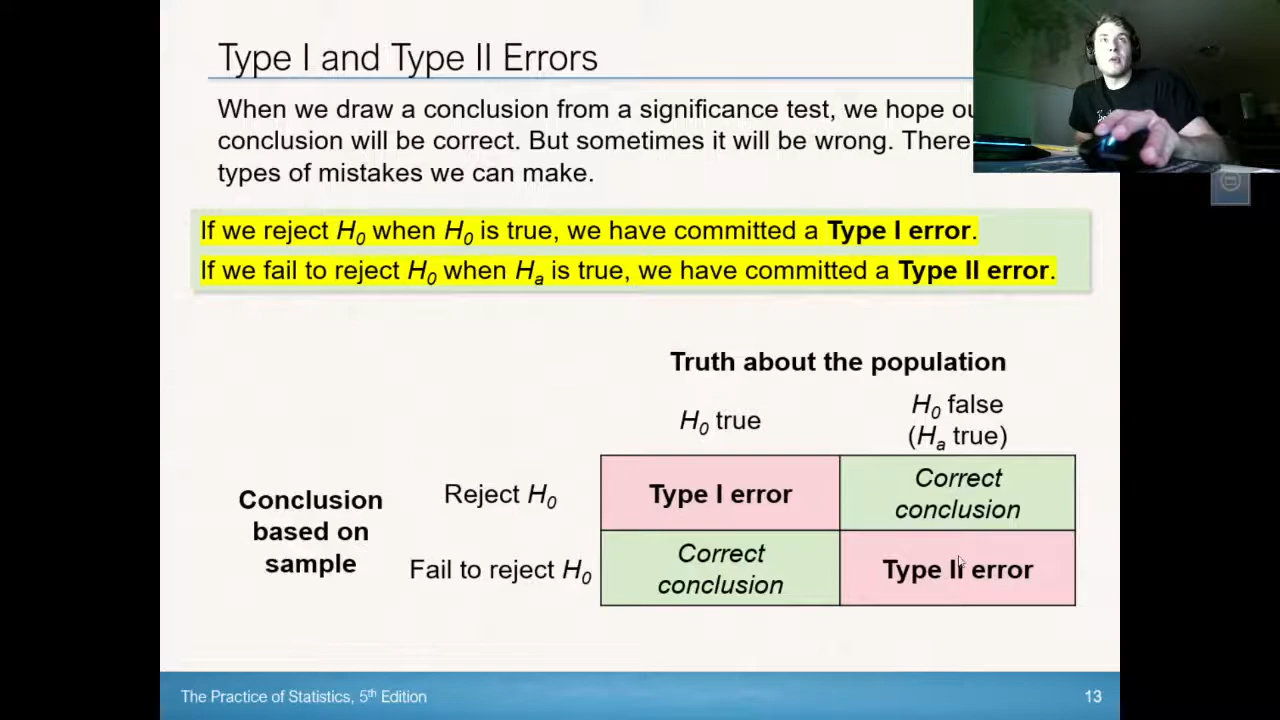 Type I and Type II Errors
When we draw a conclusion from a significance test, we hope
conclusion will be correct. But sometimes it will be wrong. There
types of mistakes we can make.
If we reject H0 when H0 is true, we have committed a Type I error.
If we fail to reject H0 when Ha is true, we have committed a Type II error.
Truth about the population
H0 true
H0 false
(Ha true)
Conclusion
based on
sample
Reject H0
Type I error
Correct
conclusion
Fail to reject H0
Correct
conclusion
Type II error
The Practice of Statistics, 5th Edition
13